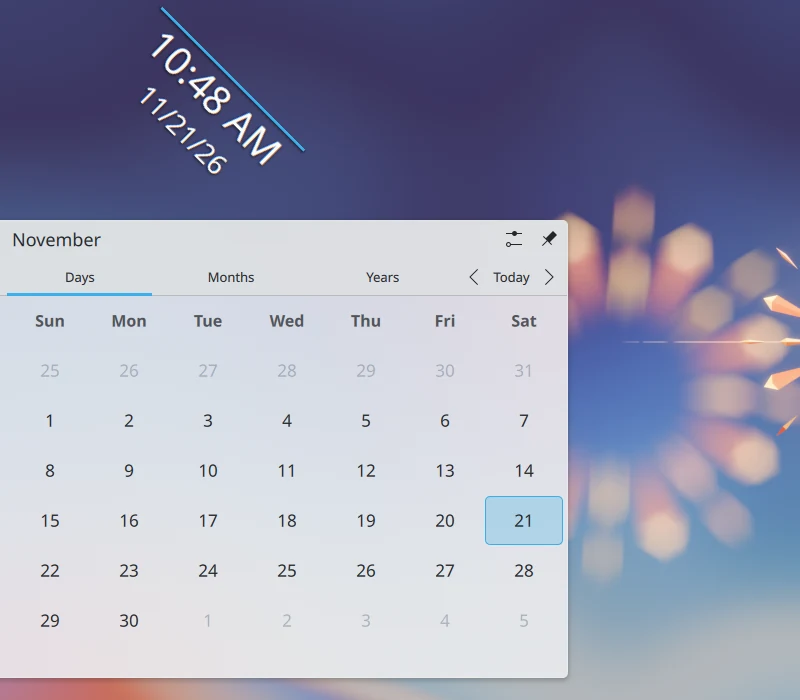 10:48 AM
11/21/26
November
Days Months Years Today
Sun Mon Tue Wed Thu Fri Sat
25 26 27 28 29 30 31
1 2 3 4 5 6 7
8 9 10 11 12 13 14
15 16 17 18 19 20 21
22 23 24 25 26 27 28
29 30 1 2 3 4 5